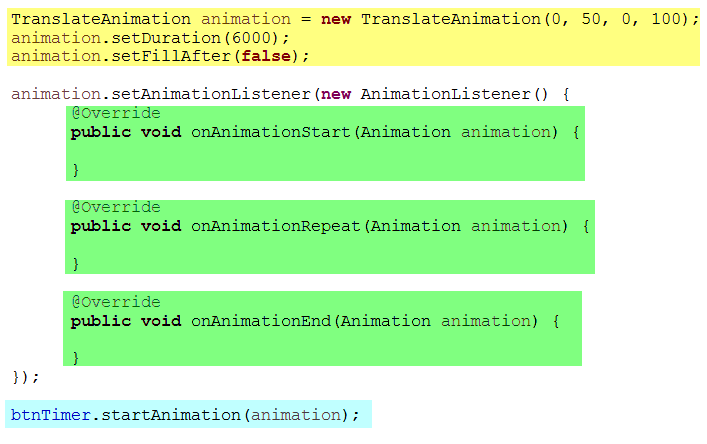 TranslateAnimation animation = new TranslateAnimation(0, 50, 0, 100);
animation.setDuration(6000);
animation.setFillAfter(false);
animation.setAnimationListener(new AnimationListener() {
@Override
public void onAnimationStart(Animation animation) {
}
@Override
public void onAnimationRepeat(Animation animation) {
}
@Override
public void onAnimationEnd(Animation animation) {
}
});
btnTimer.startAnimation(animation);